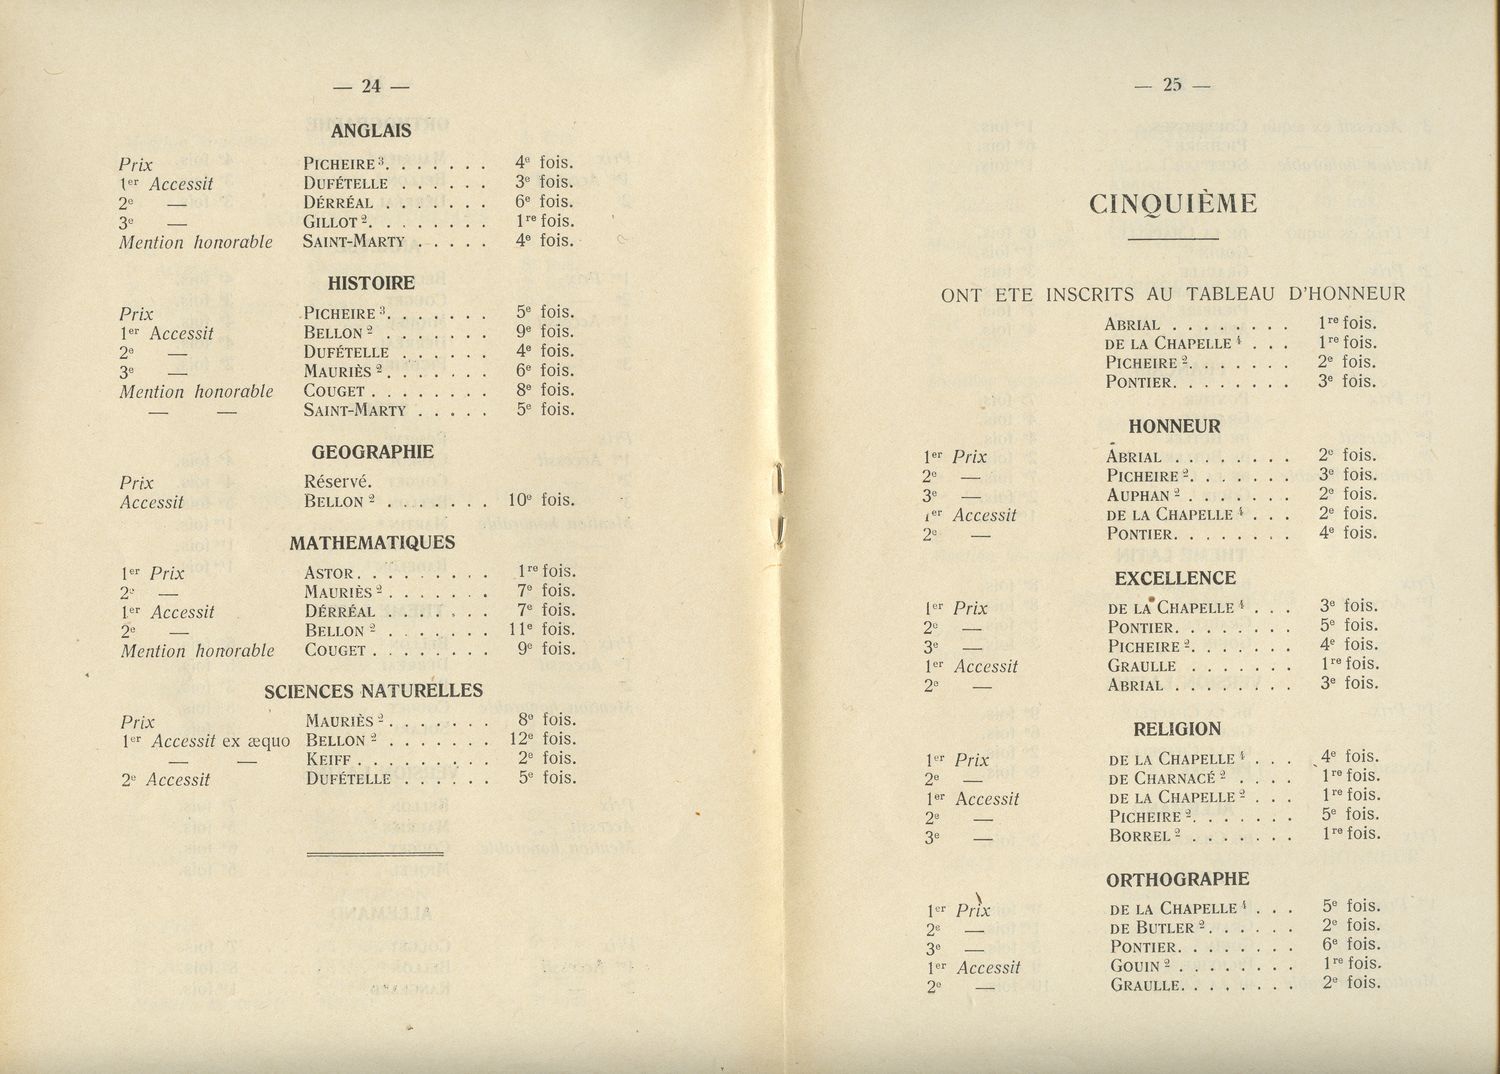 — 24 —
ANGLAIS
Prix PICHEIRE ³. . . . . . . 4e fois.
1er Accessit DUFÉTELLE . . . . . . 3e fois.
2e — DÉRRÉAL . . . . . . . 6e fois.
3e — GILLOT ². . . . . . . 1re fois.
Mention honorable SAINT-MARTY . . . . . 4e fois.
HISTOIRE
Prix PICHEIRE ³. . . . . . . 5e fois.
1er Accessit BELLON ² . . . . . . . 9e fois.
2e — DUFÉTELLE . . . . . . 4e fois.
3e — MAURIÈS ². . . . . . . 6e fois.
Mention honorable COUGET . . . . . . . . 8e fois.
— — SAINT-MARTY . . . . . 5e fois.
GEOGRAPHIE
Prix Réservé.
Accessit BELLON ² . . . . . . . 10e fois.
MATHEMATIQUES
1er Prix ASTOR. . . . . . . . . 1re fois.
2e — MAURIÈS ². . . . . . . 7e fois.
1er Accessit DÉRRÉAL . . . . . . . 7e fois.
2e — BELLON ² . . . . . . . 11e fois.
Mention honorable COUGET . . . . . . . . 9e fois.
SCIENCES NATURELLES
Prix MAURIÈS ². . . . . . . 8e fois.
1er Accessit ex æquo BELLON ² . . . . . . . 12e fois.
— — KEIFF . . . . . . . . . 2e fois.
2e Accessit DUFÉTELLE . . . . . . 5e fois.
— 25 —
CINQUIÈME
ONT ETE INSCRITS AU TABLEAU D'HONNEUR
ABRIAL . . . . . . . . 1re fois.
DE LA CHAPELLE ⁴ . . . 1re fois.
PICHEIRE ². . . . . . . 2e fois.
PONTIER. . . . . . . . 3e fois.
HONNEUR
1er Prix ABRIAL . . . . . . . . 2e fois.
2e — PICHEIRE ². . . . . . . 3e fois.
3e — AUPHAN ² . . . . . . . 2e fois.
1er Accessit DE LA CHAPELLE ⁴ . . . 2e fois.
2e — PONTIER. . . . . . . . 4e fois.
EXCELLENCE
1er Prix DE LA CHAPELLE ⁴ . . . 3e fois.
2e — PONTIER. . . . . . . . 5e fois.
3e — PICHEIRE ². . . . . . . 4e fois.
1er Accessit GRAULLE . . . . . . . 1re fois.
2e — ABRIAL . . . . . . . . 3e fois.
RELIGION
1er Prix DE LA CHAPELLE ⁴ . . . 4e fois.
2e — DE CHARNACÉ ² . . . . 1re fois.
1er Accessit DE LA CHAPELLE ² . . . 1re fois.
2e — PICHEIRE ². . . . . . . 5e fois.
3e — BORREL ² . . . . . . . 1re fois.
ORTHOGRAPHE
1er Prix DE LA CHAPELLE ⁴ . . . 5e fois.
2e — DE BUTLER ². . . . . . 2e fois.
3e — PONTIER. . . . . . . . 6e fois.
1er Accessit GOUIN ² . . . . . . . . 1re fois.
2e — GRAULLE. . . . . . . . 2e fois.